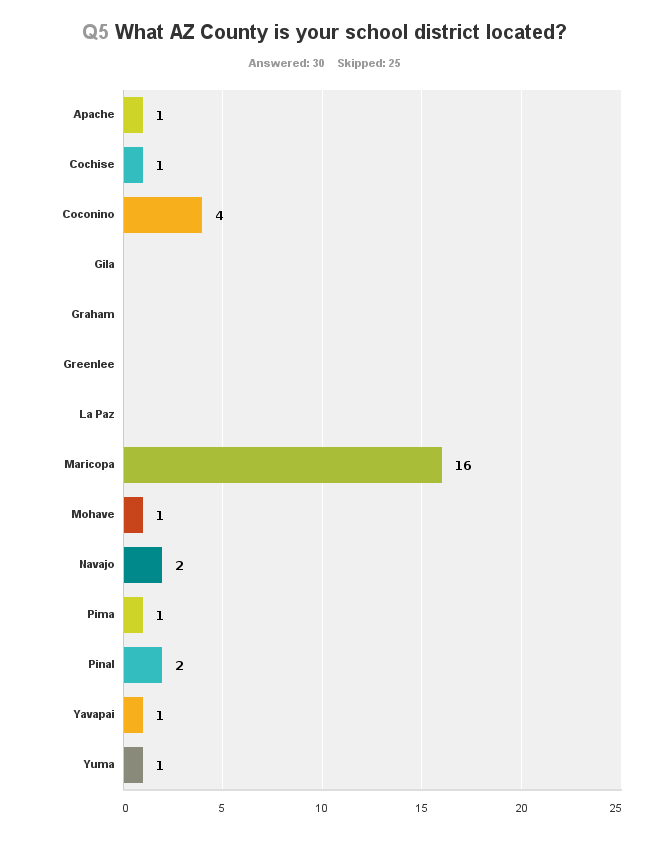 Q5 What AZ County is your school district located?
Answered: 30 Skipped: 25
Apache 1
Cochise 1
Coconino 4
Gila
Graham
Greenlee
La Paz
Maricopa 16
Mohave 1
Navajo 2
Pima 1
Pinal 2
Yavapai 1
Yuma 1
0 5 10 15 20 25